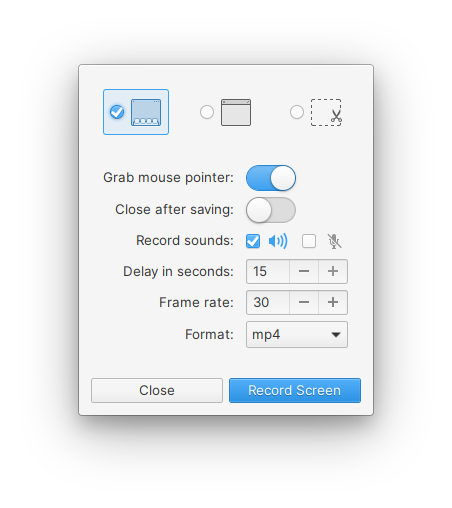 Grab mouse pointer:
Close after saving:
Record sounds:
Delay in seconds: 15
Frame rate: 30
Format: mp4
Close Record Screen